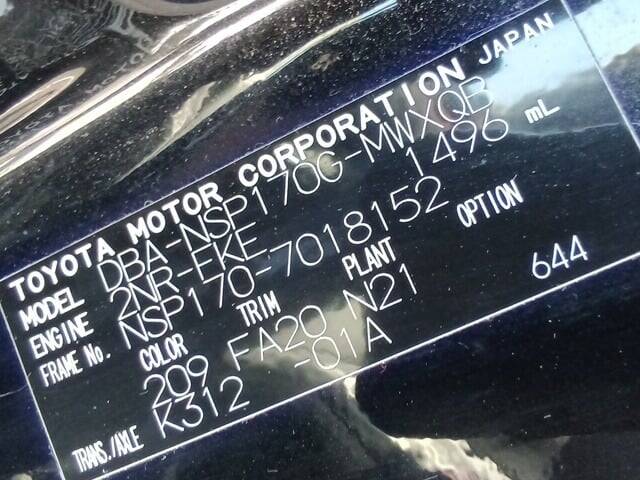 TOYOTA MOTOR CORPORATION JAPAN
MODEL DBA-NSP170G-MWXQB
ENGINE 2NR-FKE 1496 mL
FRAME No. NSP170-7018152
COLOR TRIM PLANT OPTION
209 FA20 N21 644
TRANS./AXLE K312 -01A